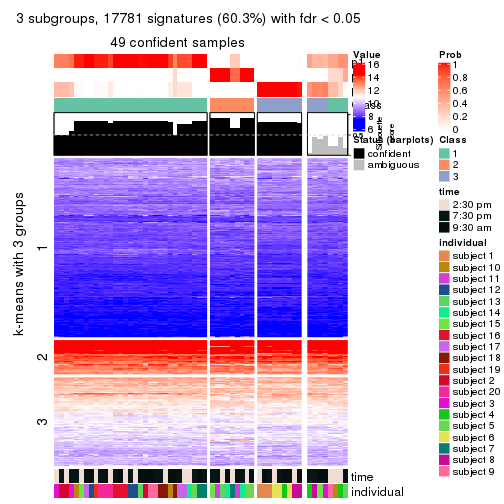 3 subgroups, 17781 signatures (60.3%) with fdr < 0.05
49 confident samples
k-means with 3 groups
1
2
3
Value
16
14
12
10
8
6
Status (barplots)
confident
ambiguous
Silhouette
score
Prob
1
0.8
0.6
0.4
0.2
0
Class
1
2
3
time
2:30 pm
7:30 pm
9:30 am
individual
subject 1
subject 10
subject 11
subject 12
subject 13
subject 14
subject 15
subject 16
subject 17
subject 18
subject 19
subject 2
subject 20
subject 3
subject 4
subject 5
subject 6
subject 7
subject 8
subject 9
time
individual